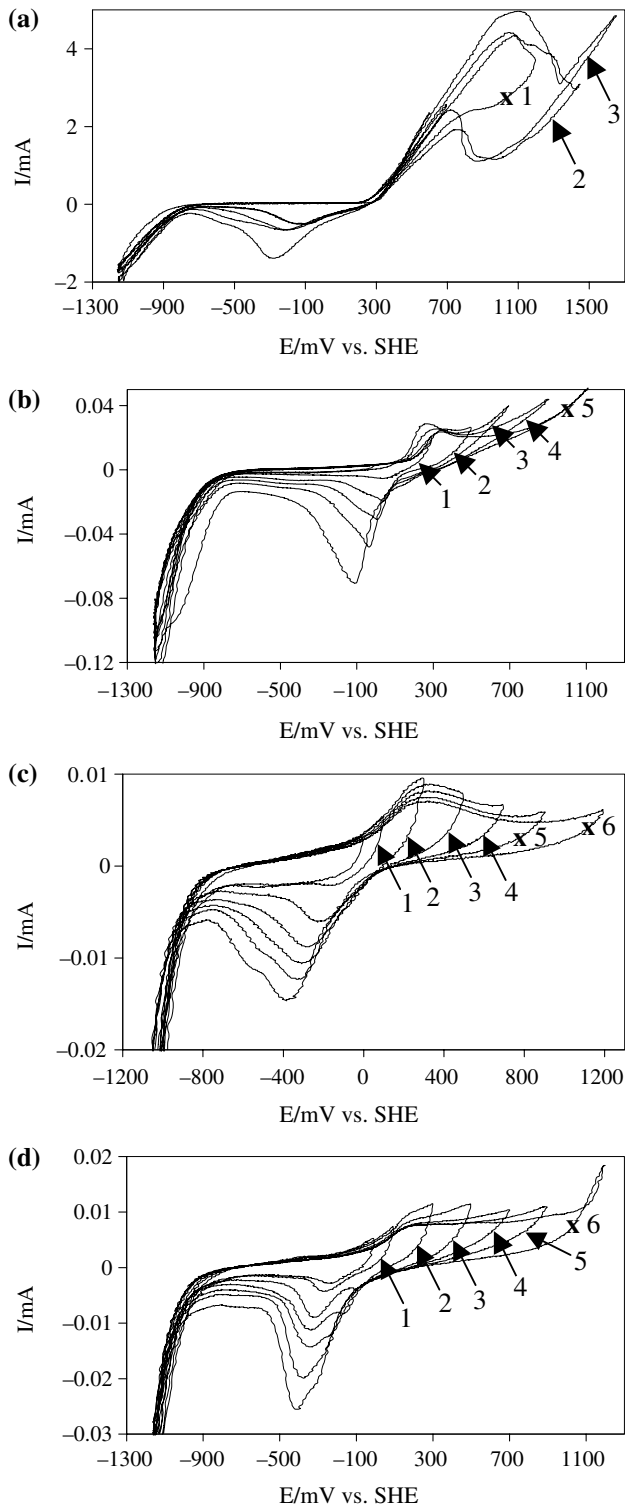 (a)
4
2
0
−2
I/mA
x 1
3
2
−1300 −900 −500 −100 300 700 1100 1500
E/mV vs. SHE
(b)
0.04
0
−0.04
−0.08
−0.12
I/mA
x 5
4
3
2
1
−1300 −900 −500 −100 300 700 1100
E/mV vs. SHE
(c)
0.01
0
−0.01
−0.02
I/mA
x 6
x 5
4
3
2
1
−1200 −800 −400 0 400 800 1200
E/mV vs. SHE
(d)
0.02
0.01
0
−0.01
−0.02
−0.03
I/mA
x 6
5
4
3
2
1
−1300 −900 −500 −100 300 700 1100
E/mV vs. SHE